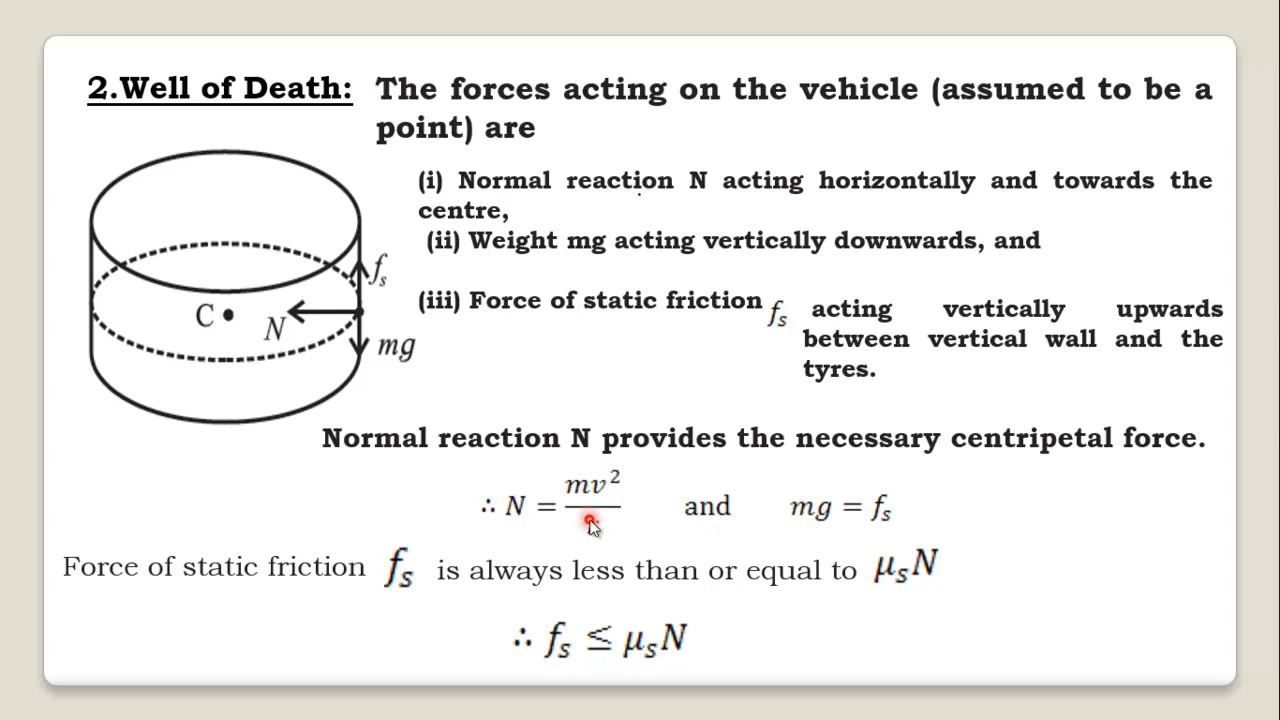 2.Well of Death: The forces acting on the vehicle (assumed to be a
point) are
(i) Normal reaction N acting horizontally and towards the
centre,
(ii) Weight mg acting vertically downwards, and
(iii) Force of static friction fₛ acting vertically upwards
between vertical wall and the
tyres.
fₛ
C
N
mg
Normal reaction N provides the necessary centripetal force.
∴ N = mv²/ and mg = fₛ
Force of static friction fₛ is always less than or equal to μₛN
∴ fₛ ≤ μₛN